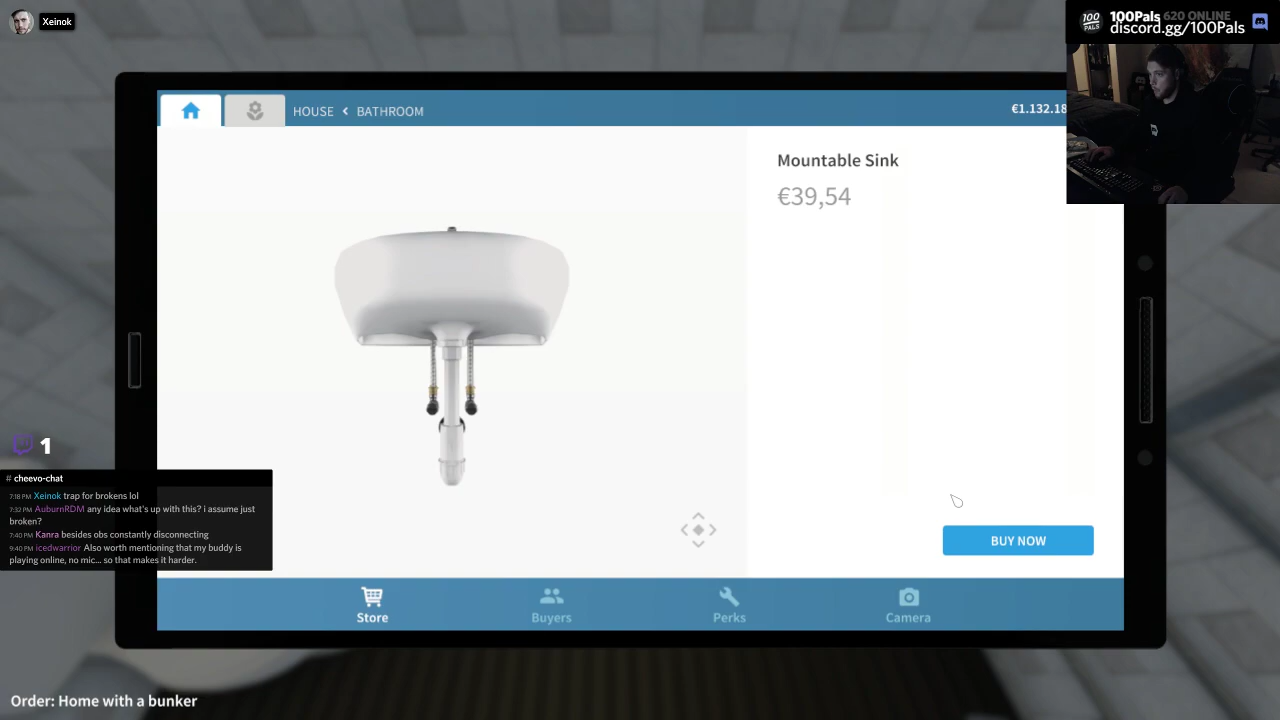 Xeinok
100Pals 620 ONLINE
discord.gg/100Pals
100
PALS
HOUSE < BATHROOM
€1.132.18
Mountable Sink
€39,54
1
# cheevo-chat
7:18 PM Xeinok trap for brokens lol
7:32 PM AuburnRDM any idea what's up with this? i assume just
broken?
7:40 PM Kanra besides obs constantly disconnecting
9:40 PM icedwarrior Also worth mentioning that my buddy is
playing online, no mic... so that makes it harder.
BUY NOW
Store
Buyers
Perks
Camera
Order: Home with a bunker